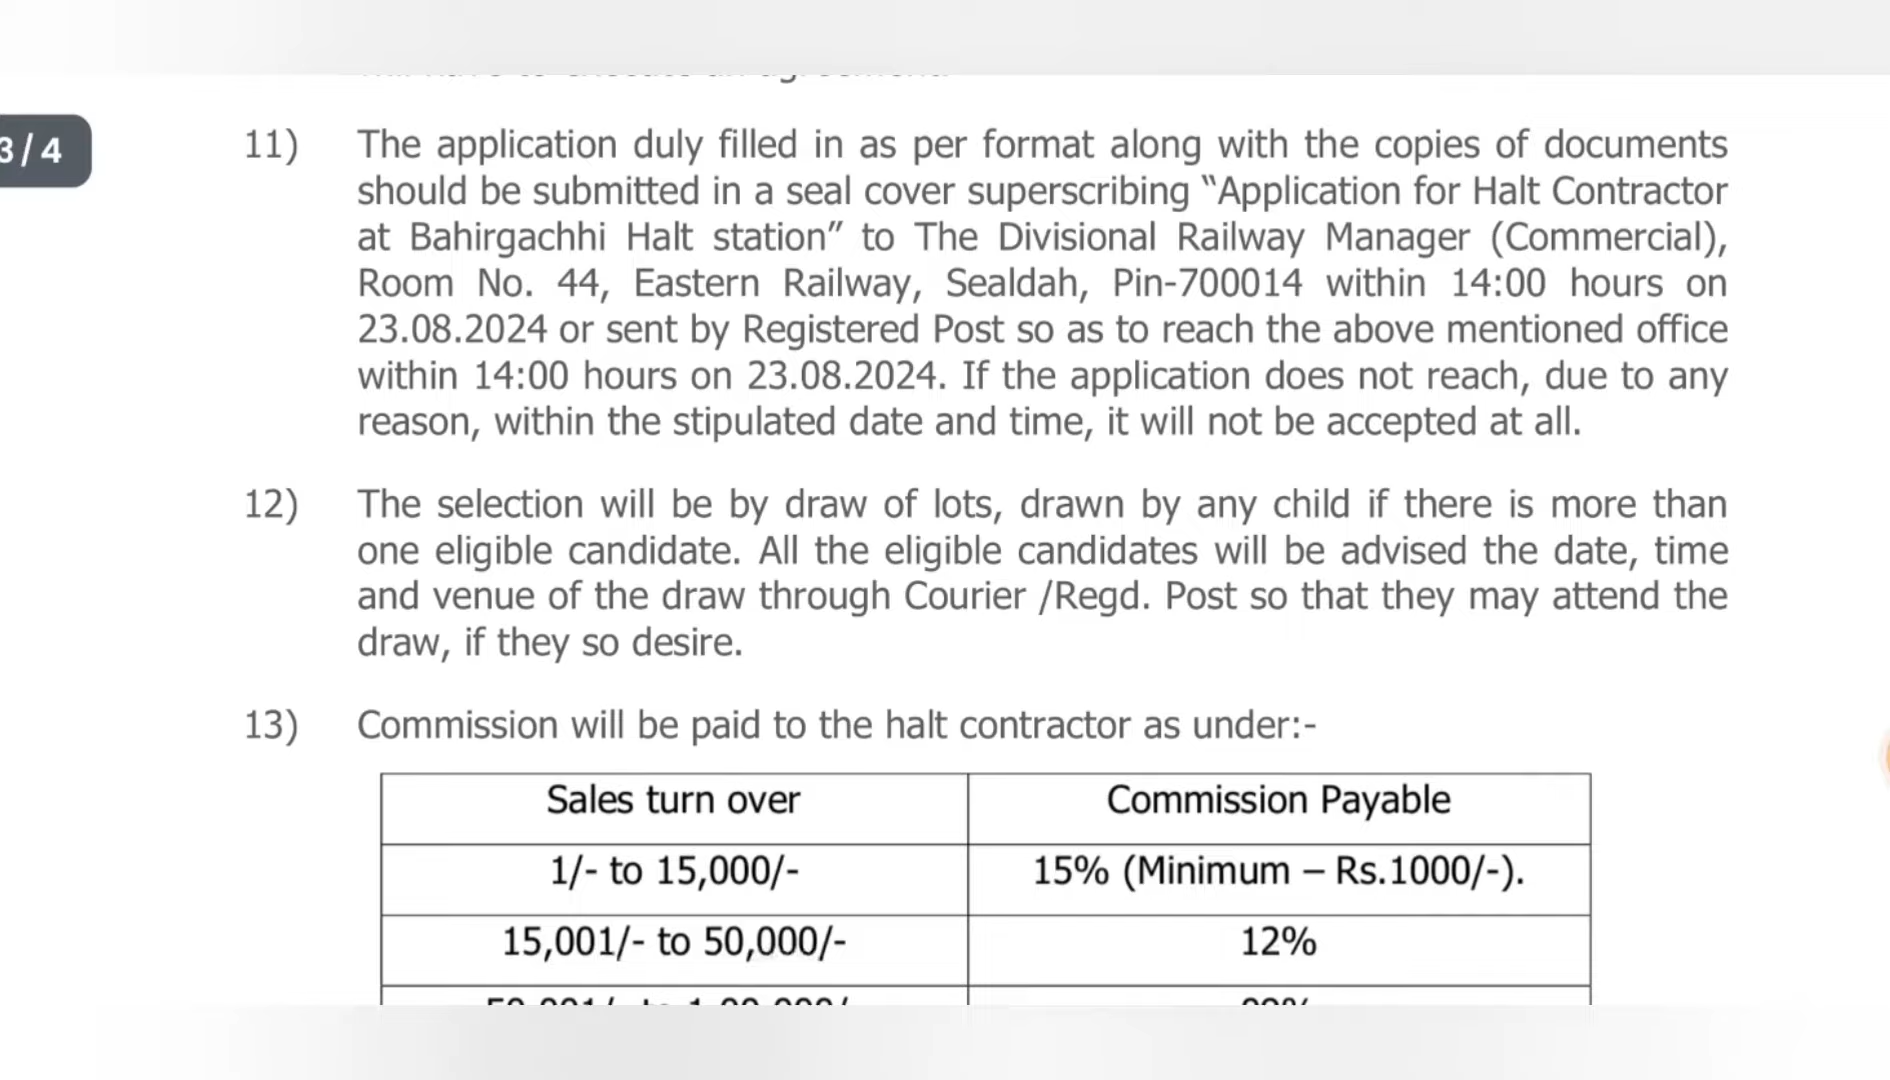 3/4
11) The application duly filled in as per format along with the copies of documents
should be submitted in a seal cover superscribing “Application for Halt Contractor
at Bahirgachhi Halt station” to The Divisional Railway Manager (Commercial),
Room No. 44, Eastern Railway, Sealdah, Pin-700014 within 14:00 hours on
23.08.2024 or sent by Registered Post so as to reach the above mentioned office
within 14:00 hours on 23.08.2024. If the application does not reach, due to any
reason, within the stipulated date and time, it will not be accepted at all.
12) The selection will be by draw of lots, drawn by any child if there is more than
one eligible candidate. All the eligible candidates will be advised the date, time
and venue of the draw through Courier /Regd. Post so that they may attend the
draw, if they so desire.
13) Commission will be paid to the halt contractor as under:-
Sales turn over Commission Payable
1/- to 15,000/- 15% (Minimum – Rs.1000/-).
15,001/- to 50,000/- 12%